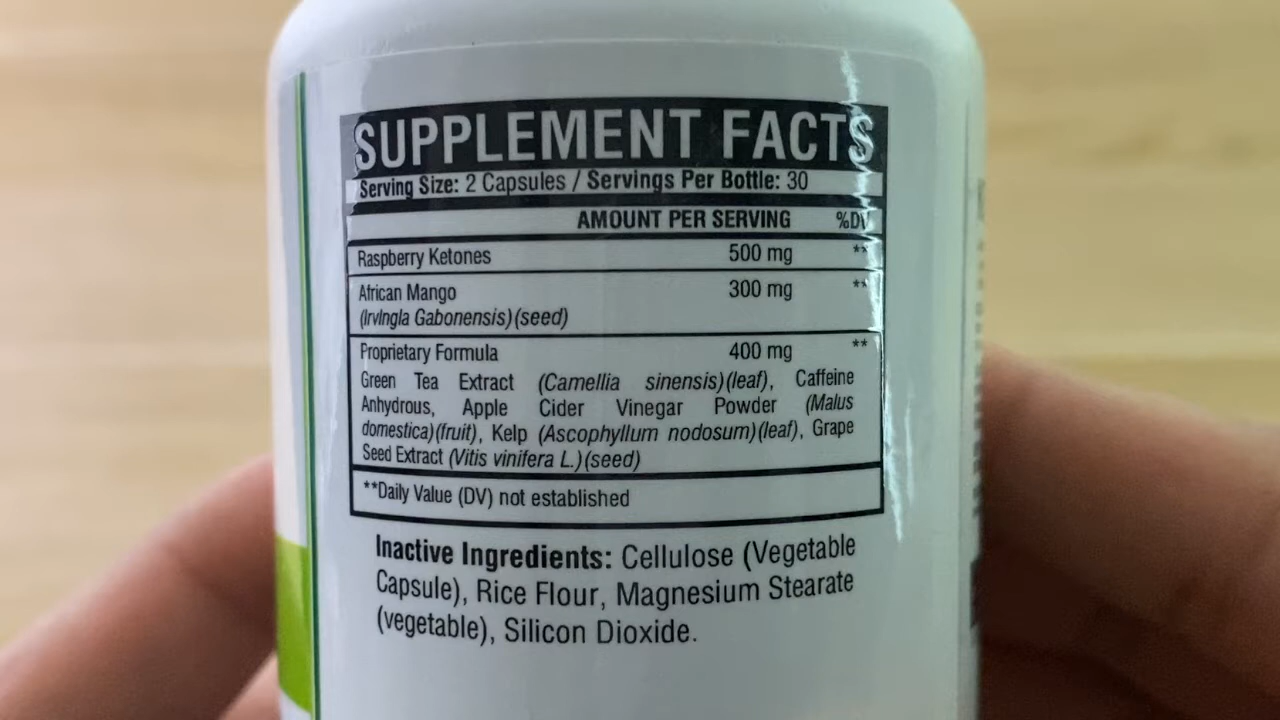 SUPPLEMENT FACTS
Serving Size: 2 Capsules / Servings Per Bottle: 30
AMOUNT PER SERVING %DV
Raspberry Ketones 500 mg **
African Mango 300 mg **
(IrvIngla Gabonensis)(seed)
Proprietary Formula 400 mg **
Green Tea Extract (Camellia sinensis)(leaf), Caffeine
Anhydrous, Apple Cider Vinegar Powder (Malus
domestica)(fruit), Kelp (Ascophyllum nodosum)(leaf), Grape
Seed Extract (Vitis vinifera L.)(seed)
**Daily Value (DV) not established
Inactive Ingredients: Cellulose (Vegetable
Capsule), Rice Flour, Magnesium Stearate
(vegetable), Silicon Dioxide.